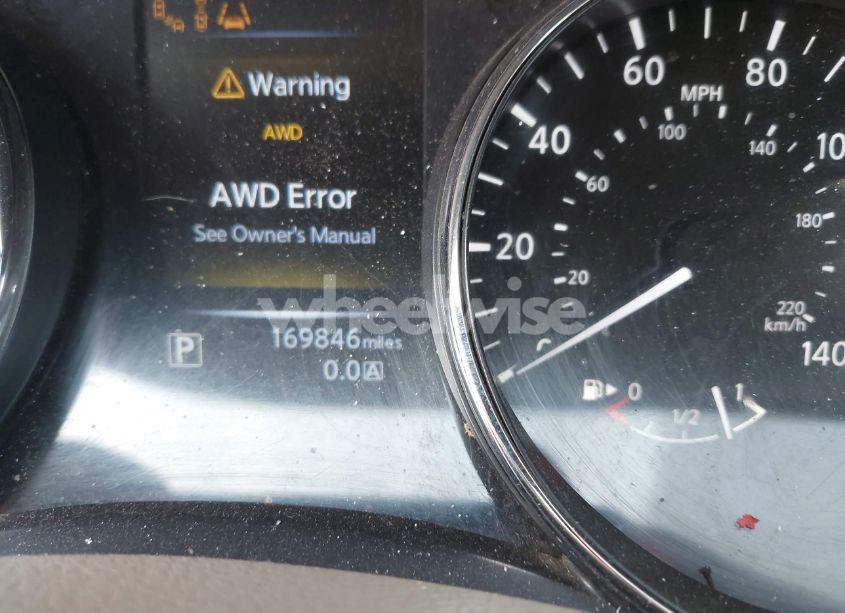 Warning
AWD
AWD Error
See Owner's Manual
wheelwise
P
169846 miles
0.0 A
60
80
MPH
40
100
140
10
60
180
20
20
220
km/h
140
0
1
1/2